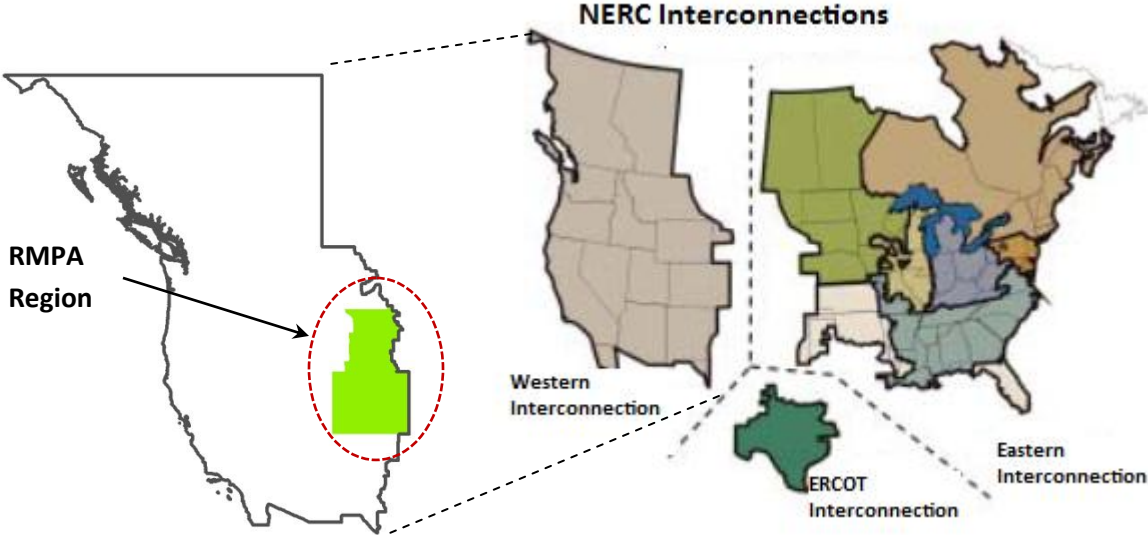 NERC Interconnections
RMPA
Region
Western
Interconnection
ERCOT
Interconnection
Eastern
Interconnection